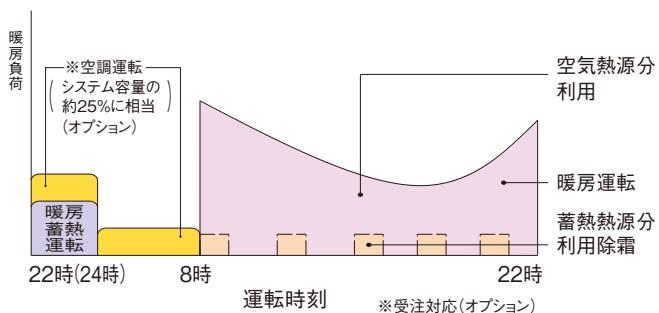 暖房負荷
※空調運転
システム容量の
約25%に相当
(オプション)
暖房
蓄熱
運転
空気熱源分
利用
暖房運転
蓄熱熱源分
利用除霜
22時(24時)
8時
22時
運転時刻
※受注対応(オプション)